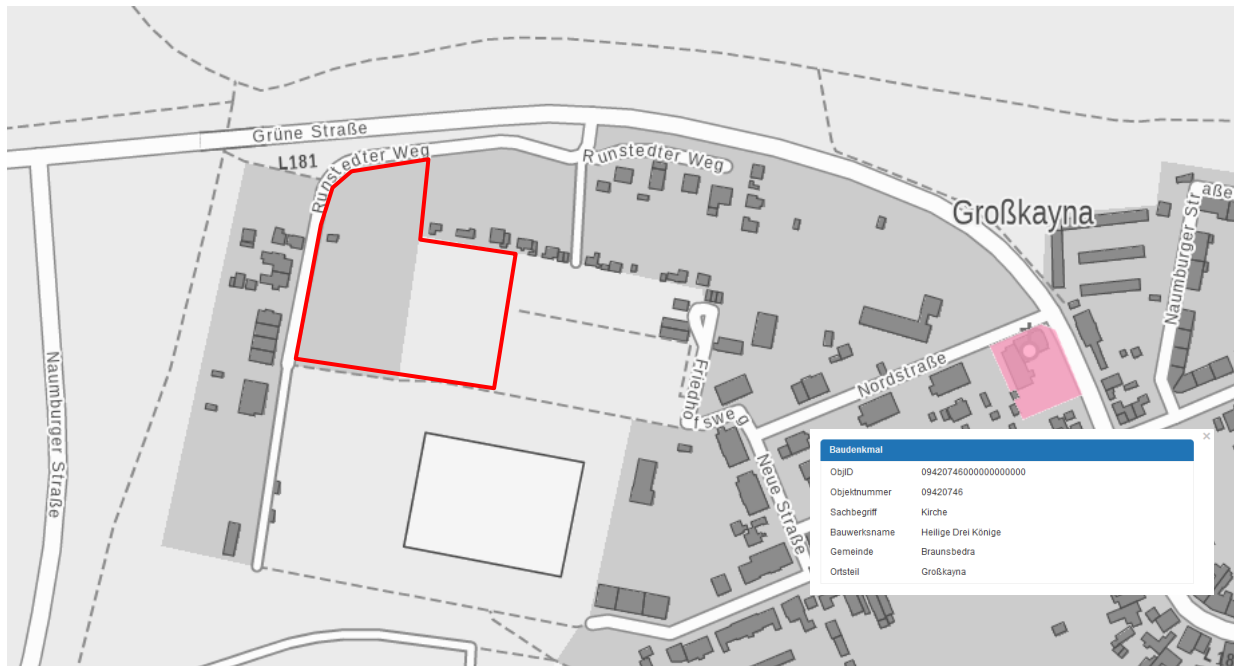 Grüne Straße
L181
Runstedter Weg
Runstedter Weg
Großkayna
Naumburger Straße
Naumburger Straße
Nordstraße
Friedhofsweg
Neue Straße
×
Baudenkmal
ObjID 09420746000000000000
Objektnummer 09420746
Sachbegriff Kirche
Bauwerksname Heilige Drei Könige
Gemeinde Braunsbedra
Ortsteil Großkayna